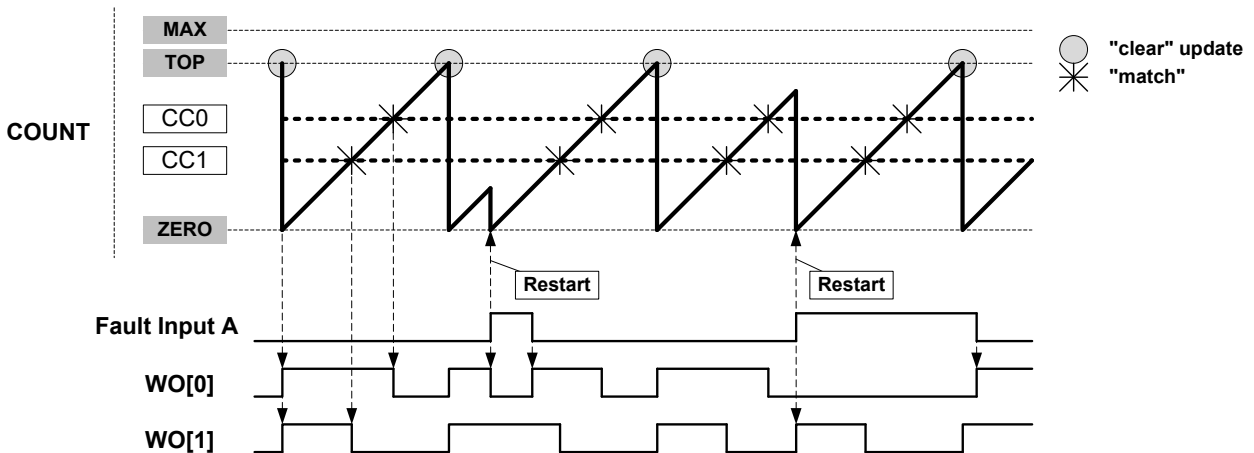 MAX
"clear" update
TOP
"match"
CC0
COUNT
CC1
ZERO
Restart
Restart
Fault Input A
WO[0]
WO[1]